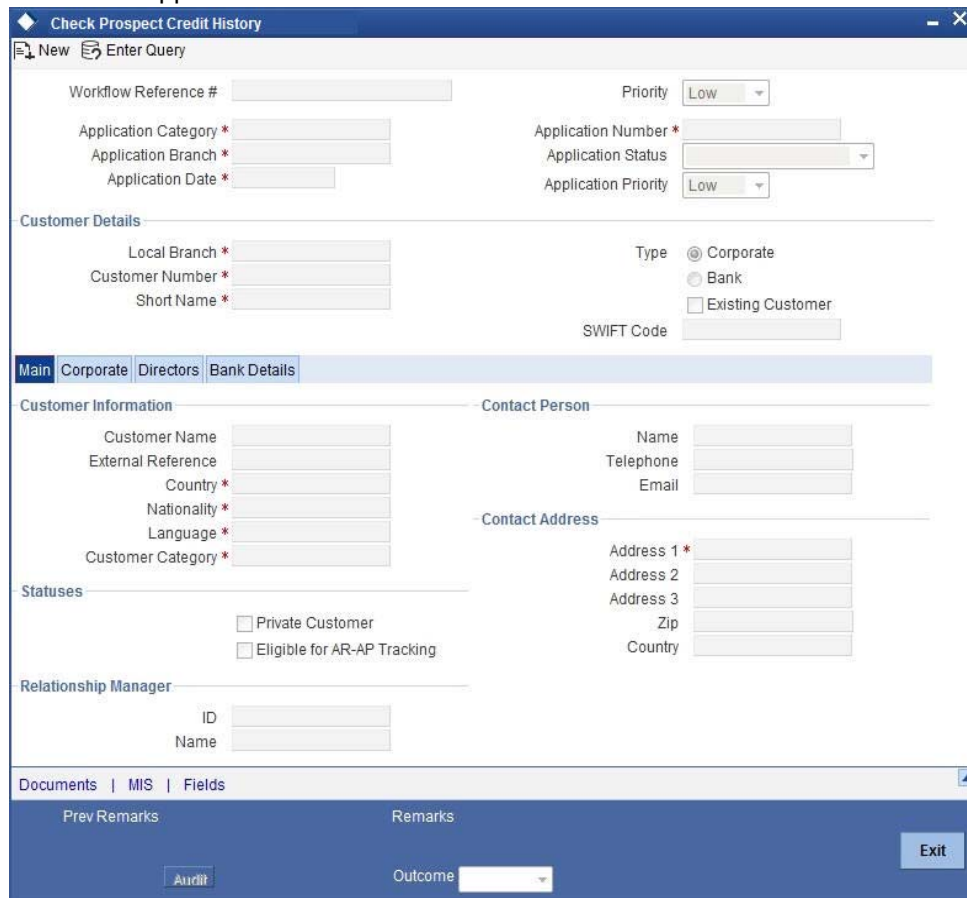 Check Prospect Credit History
New Enter Query
Workflow Reference # Priority Low
Application Category * Application Number *
Application Branch * Application Status
Application Date * Application Priority Low
Customer Details
Local Branch * Type Corporate
Customer Number * Bank
Short Name * Existing Customer
SWIFT Code
Main Corporate Directors Bank Details
Customer Information Contact Person
Customer Name Name
External Reference Telephone
Country * Email
Nationality *
Language * Contact Address
Customer Category * Address 1 *
Address 2
Statuses Address 3
Private Customer Zip
Eligible for AR-AP Tracking Country
Relationship Manager
ID
Name
Documents | MIS | Fields
Prev Remarks Remarks
Exit
Audit Outcome